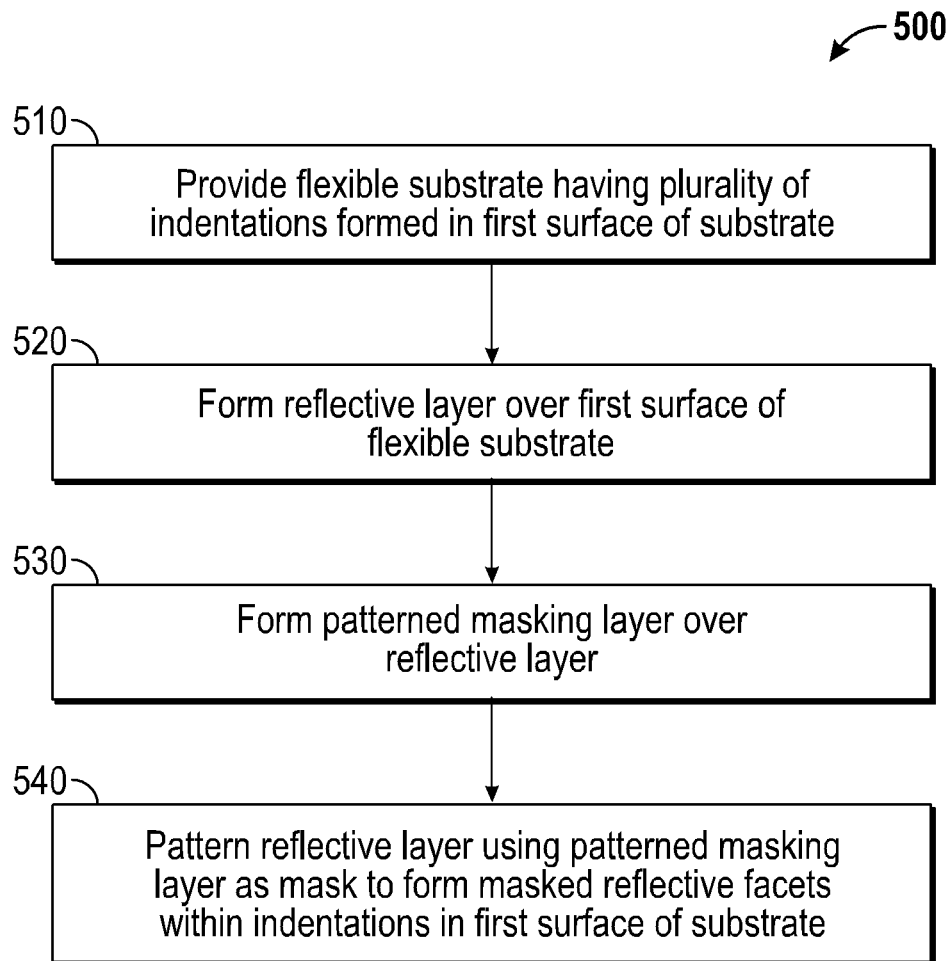 500
510
Provide flexible substrate having plurality of
indentations formed in first surface of substrate
520
Form reflective layer over first surface of
flexible substrate
530
Form patterned masking layer over
reflective layer
540
Pattern reflective layer using patterned masking
layer as mask to form masked reflective facets
within indentations in first surface of substrate